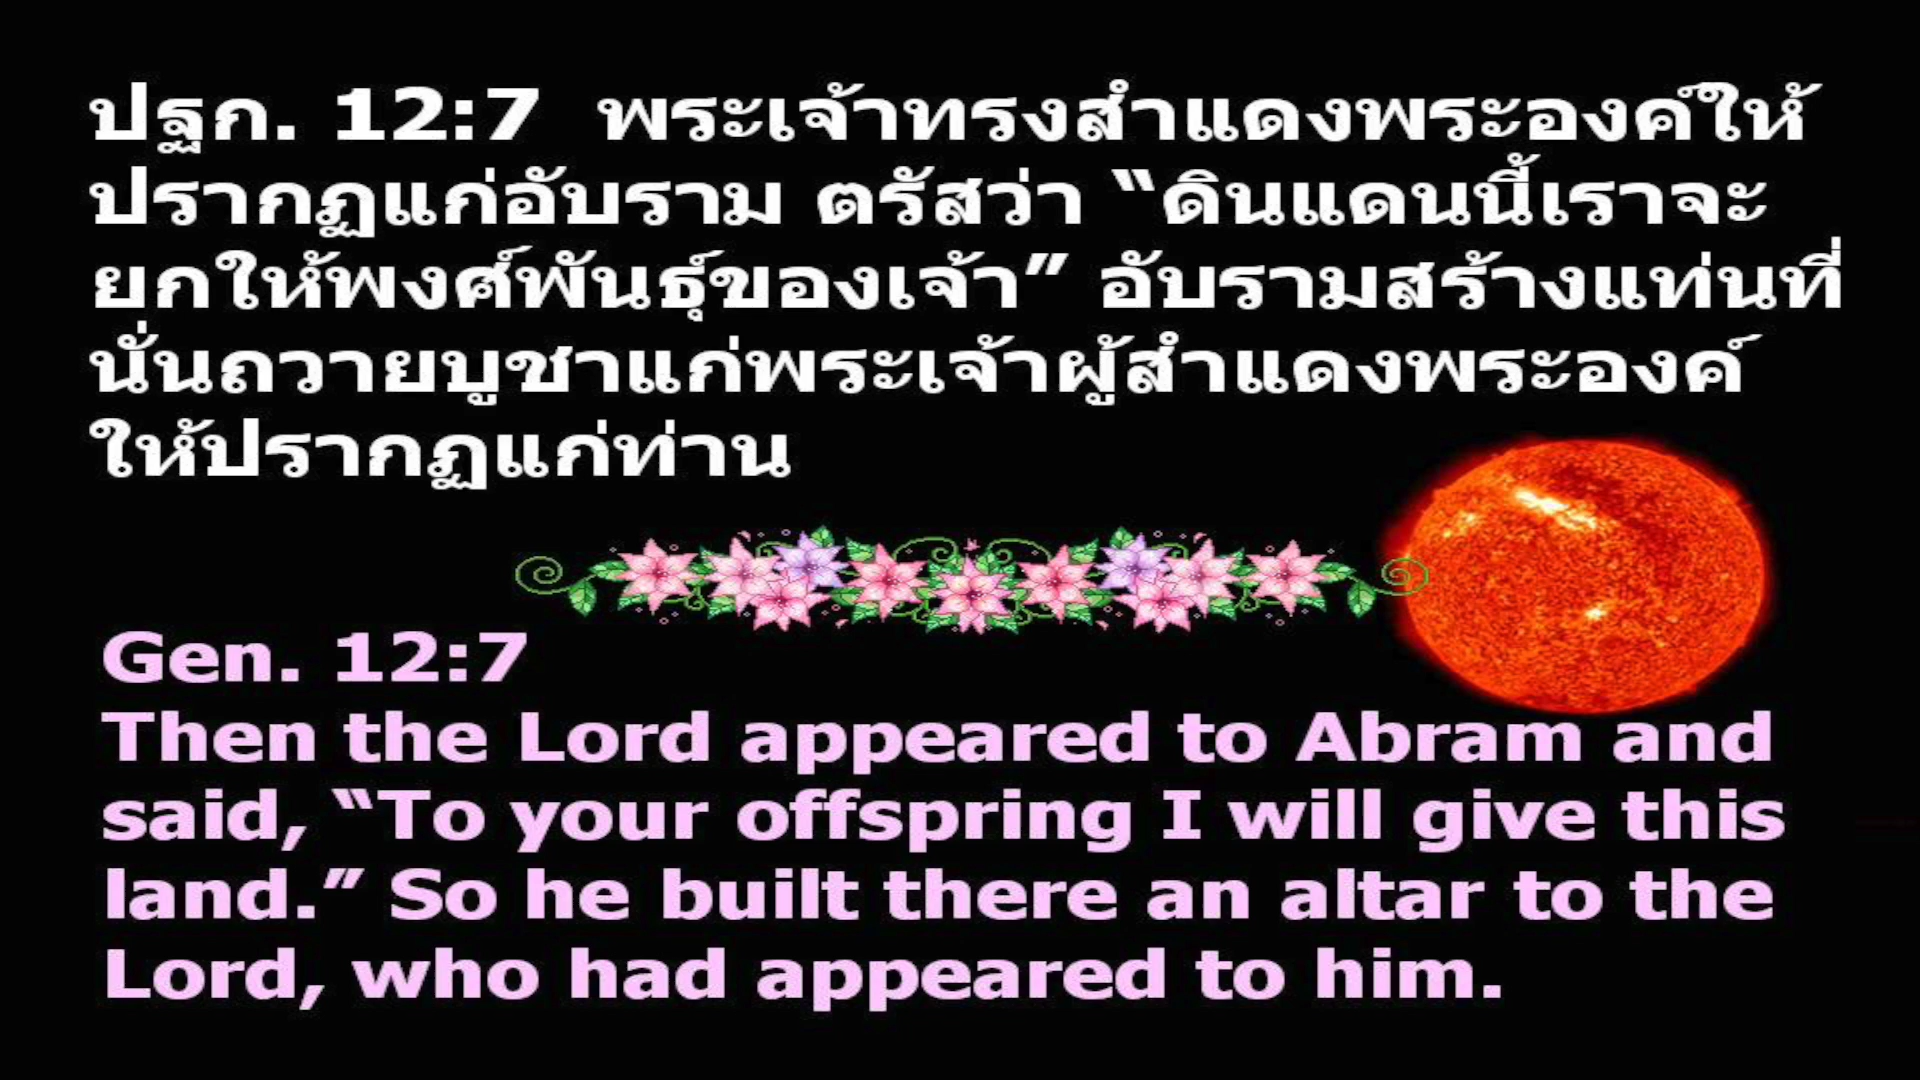 ปฐก. 12:7  พระเจ้าทรงสำแดงพระองค์ให้
ปรากฏแก่อับราม ตรัสว่า “ดินแดนนี้เราจะ
ยกให้พงศ์พันธุ์ของเจ้า” อับรามสร้างแท่นที่
นั่นถวายบูชาแก่พระเจ้าผู้สำแดงพระองค์
ให้ปรากฏแก่ท่าน
Gen. 12:7
Then the Lord appeared to Abram and
said, “To your offspring I will give this
land.” So he built there an altar to the
Lord, who had appeared to him.